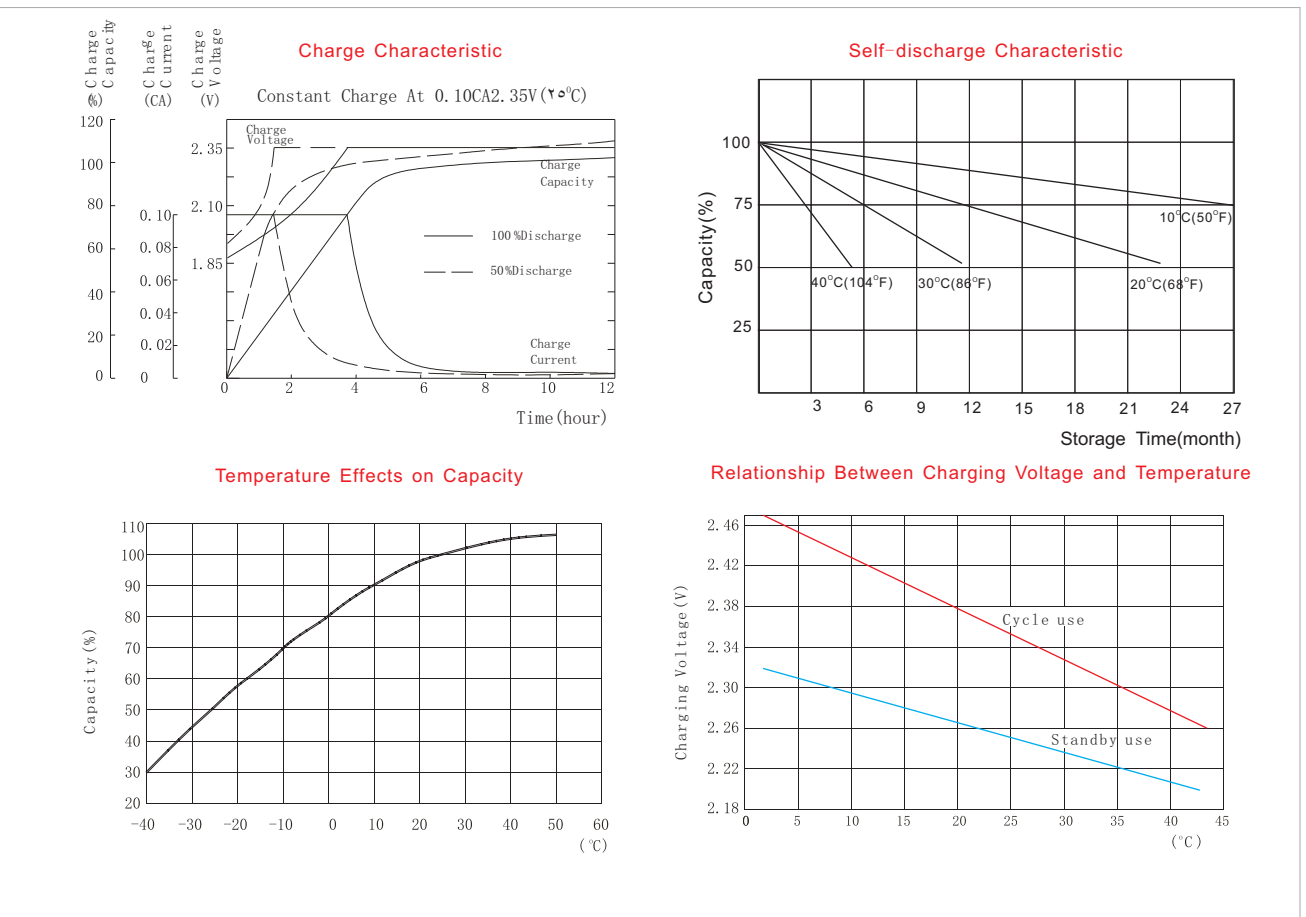 Charge Characteristic
Charge Capacity (%)
Charge Current (CA)
Charge Voltage (V)
Constant Charge At 0.10CA2.35V(٢٥°C)
120
100
80
60
40
20
0
0.10
0.08
0.06
0.04
0.02
0
2.35
2.10
1.85
Charge
Voltage
Charge
Capacity
100%Discharge
50%Discharge
Charge
Current
0 2 4 6 8 10 12
Time(hour)
Self-discharge Characteristic
Capacity(%)
100
75
50
25
10°C(50°F)
40°C(104°F) 30°C(86°F) 20°C(68°F)
3 6 9 12 15 18 21 24 27
Storage Time(month)
Temperature Effects on Capacity
Capacity(%)
110
100
90
80
70
60
50
40
30
20
-40 -30 -20 -10 0 10 20 30 40 50 60
(°C)
Relationship Between Charging Voltage and Temperature
Charging Voltage(V)
2.46
2.42
2.38
2.34
2.30
2.26
2.22
2.18
Cycle use
Standby use
0 5 10 15 20 25 30 35 40 45
(°C)